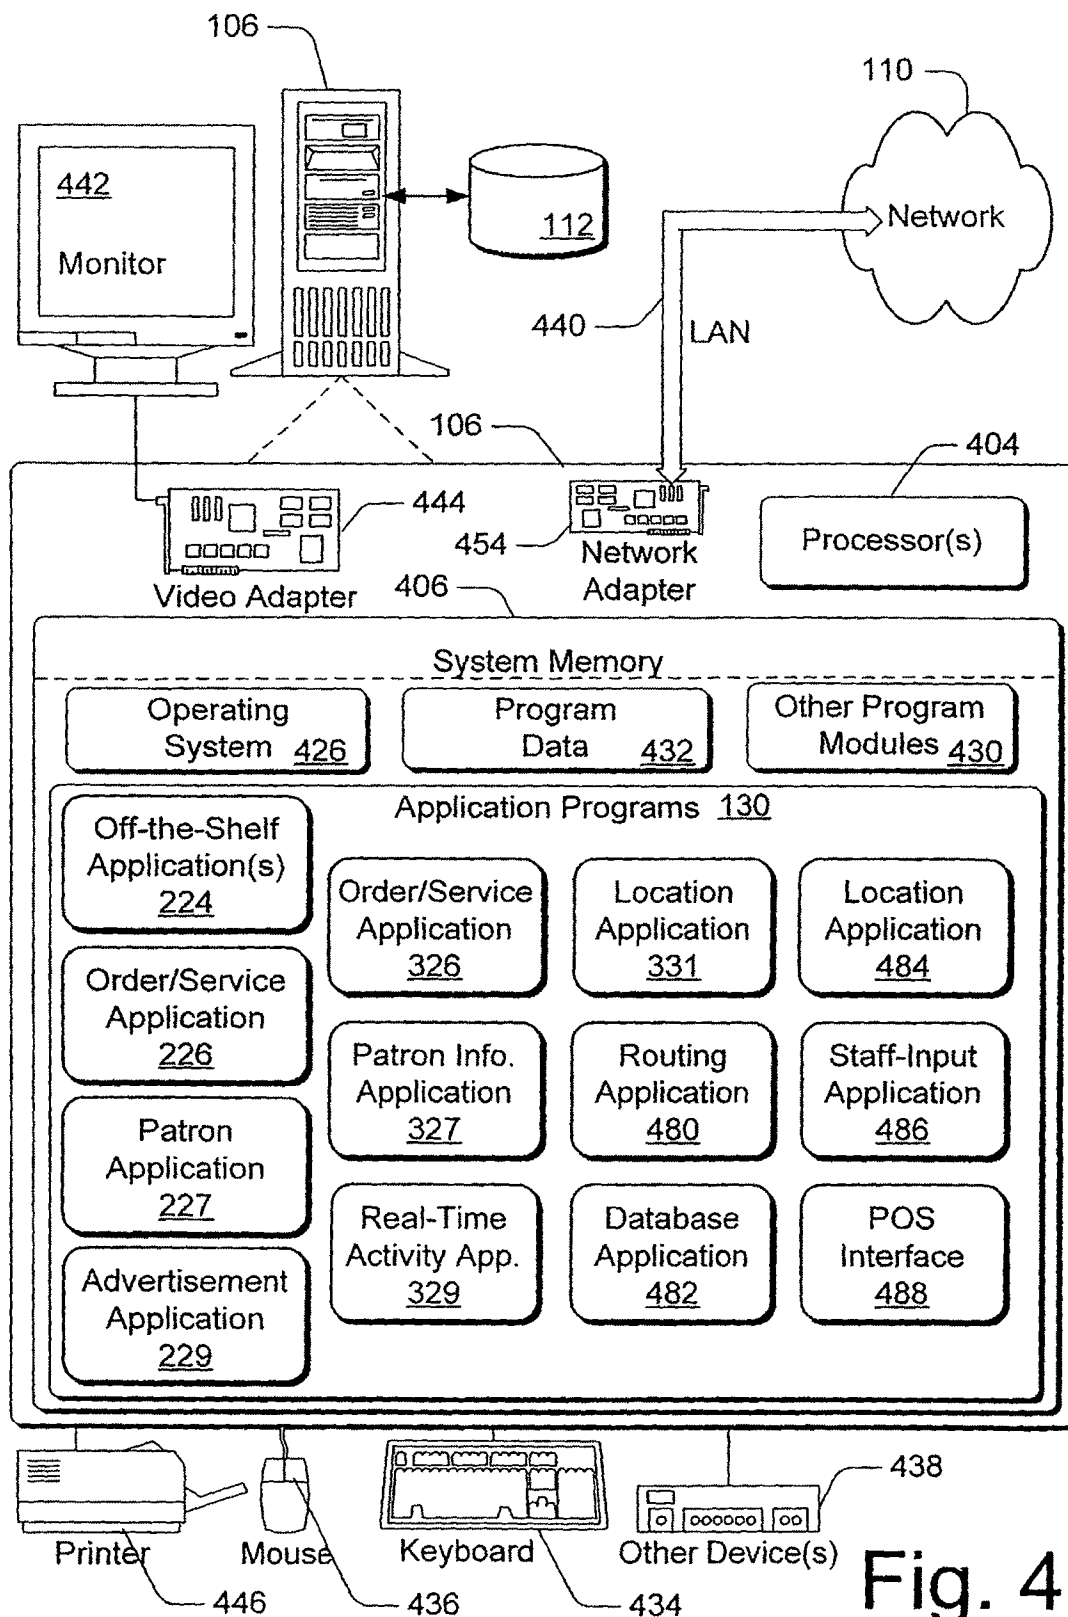 106
110
442
Monitor
112
Network
440
LAN
106
404
444
454
Network
Adapter
Processor(s)
Video Adapter
406
System Memory
Operating
System 426
Program
Data 432
Other Program
Modules 430
Application Programs 130
Off-the-Shelf
Application(s)
224
Order/Service
Application
226
Patron
Application
227
Advertisement
Application
229
Order/Service
Application
326
Location
Application
331
Location
Application
484
Patron Info.
Application
327
Routing
Application
480
Staff-Input
Application
486
Real-Time
Activity App.
329
Database
Application
482
POS
Interface
488
438
Printer
Mouse
Keyboard
Other Device(s)
446
436
434
Fig. 4